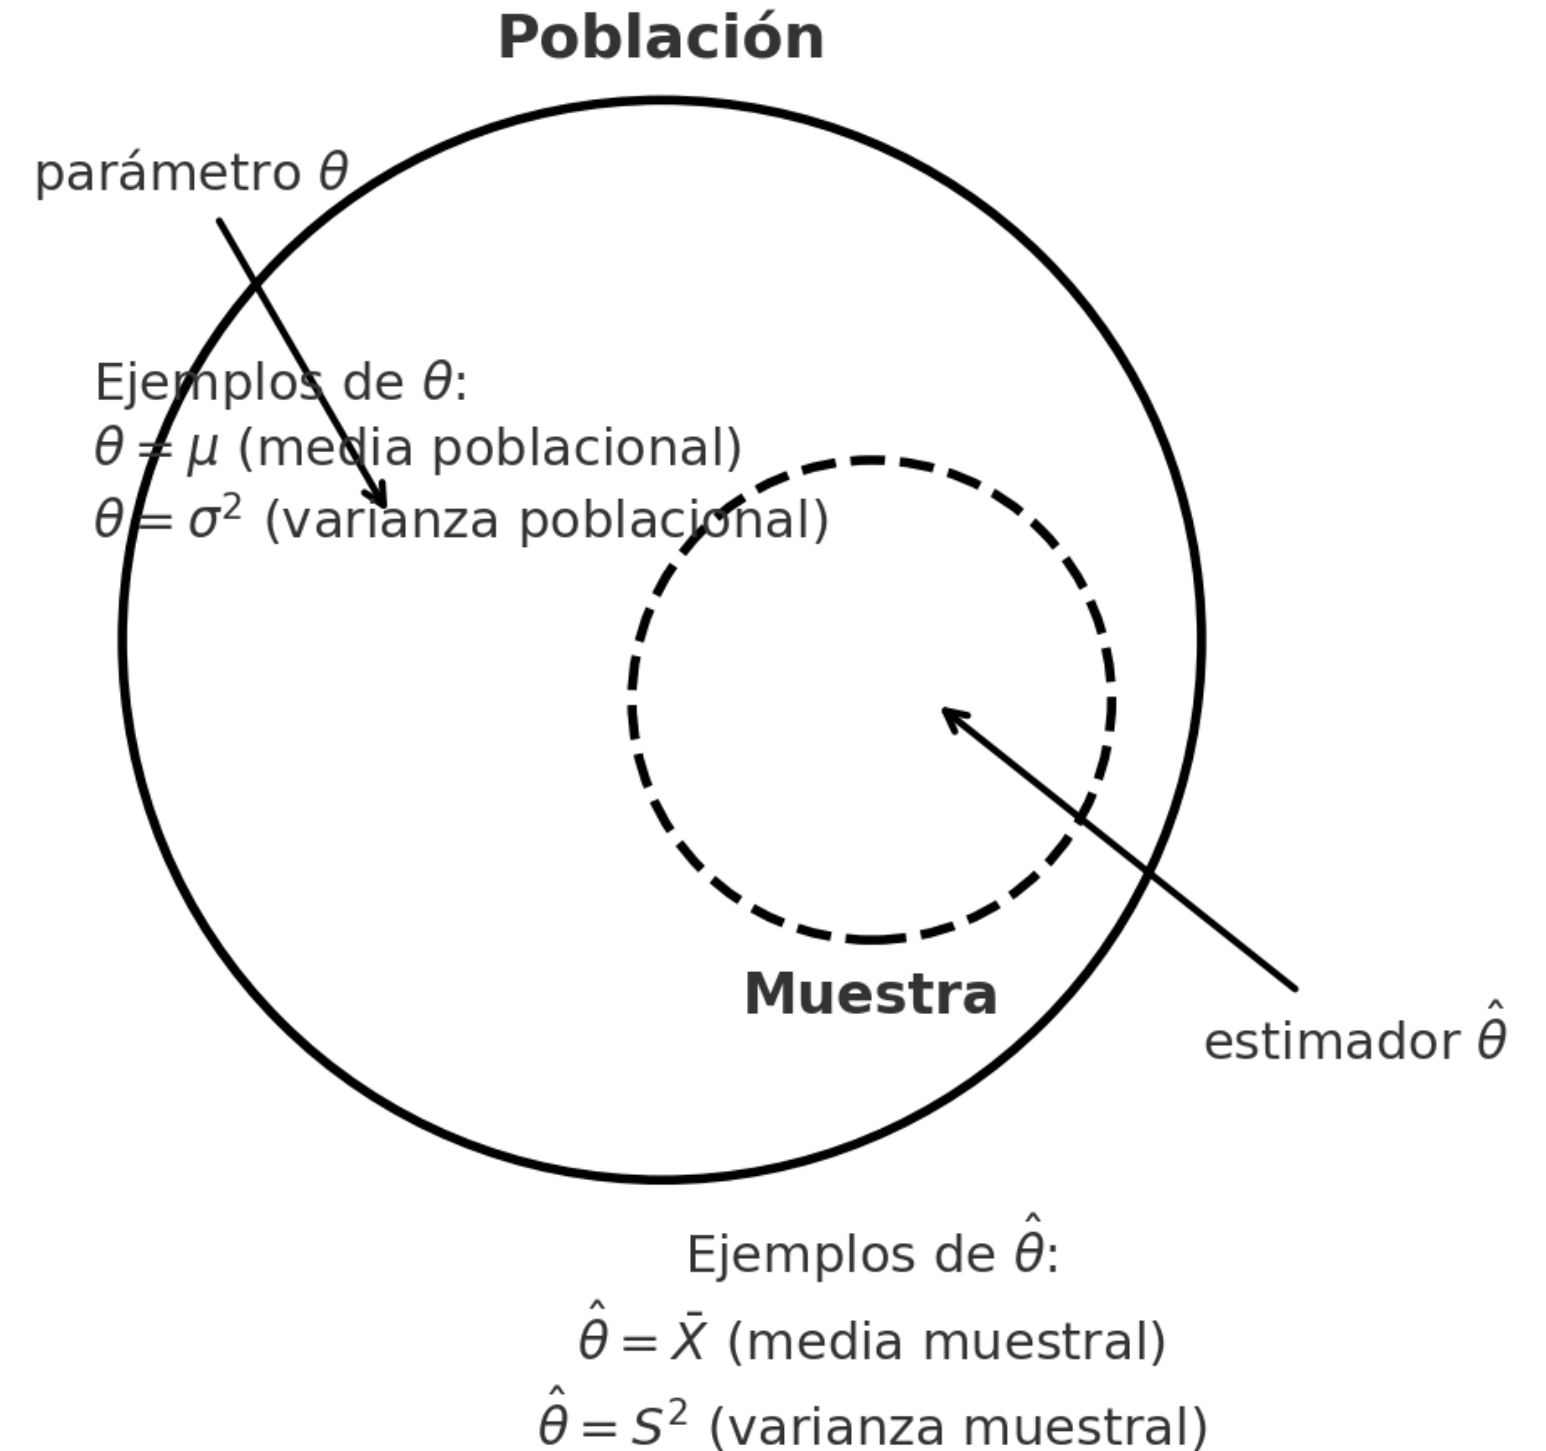 Población
parámetro θ
Ejemplos de θ:
θ = μ (media poblacional)
θ = σ² (varianza poblacional)
Muestra
estimador θ̂
Ejemplos de θ̂:
θ̂ = X̄ (media muestral)
θ̂ = S² (varianza muestral)